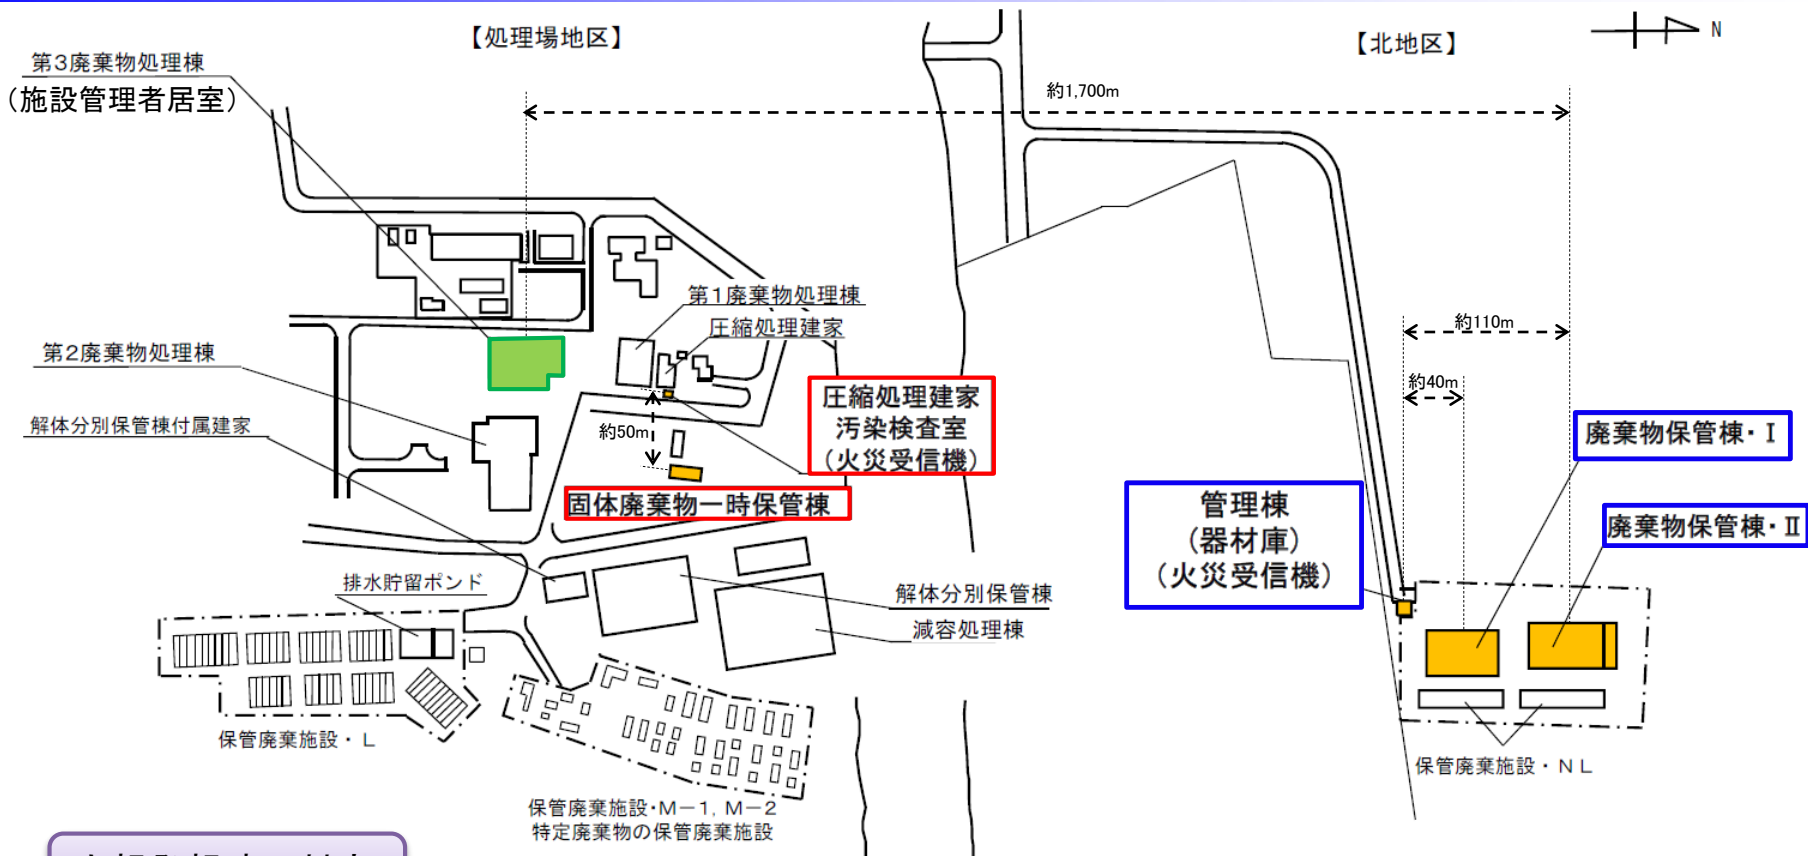 【処理場地区】
【北地区】
N
第3廃棄物処理棟
（施設管理者居室）
約1,700m
第1廃棄物処理棟
圧縮処理建家
第2廃棄物処理棟
解体分別保管棟付属建家
約50m
圧縮処理建家
汚染検査室
（火災受信機）
固体廃棄物一時保管棟
約110m
約40m
廃棄物保管棟・Ⅰ
廃棄物保管棟・Ⅱ
管理棟
（器材庫）
（火災受信機）
排水貯留ポンド
解体分別保管棟
減容処理棟
保管廃棄施設・Ｌ
保管廃棄施設・M－1, M－2
特定廃棄物の保管廃棄施設
保管廃棄施設・ＮＬ